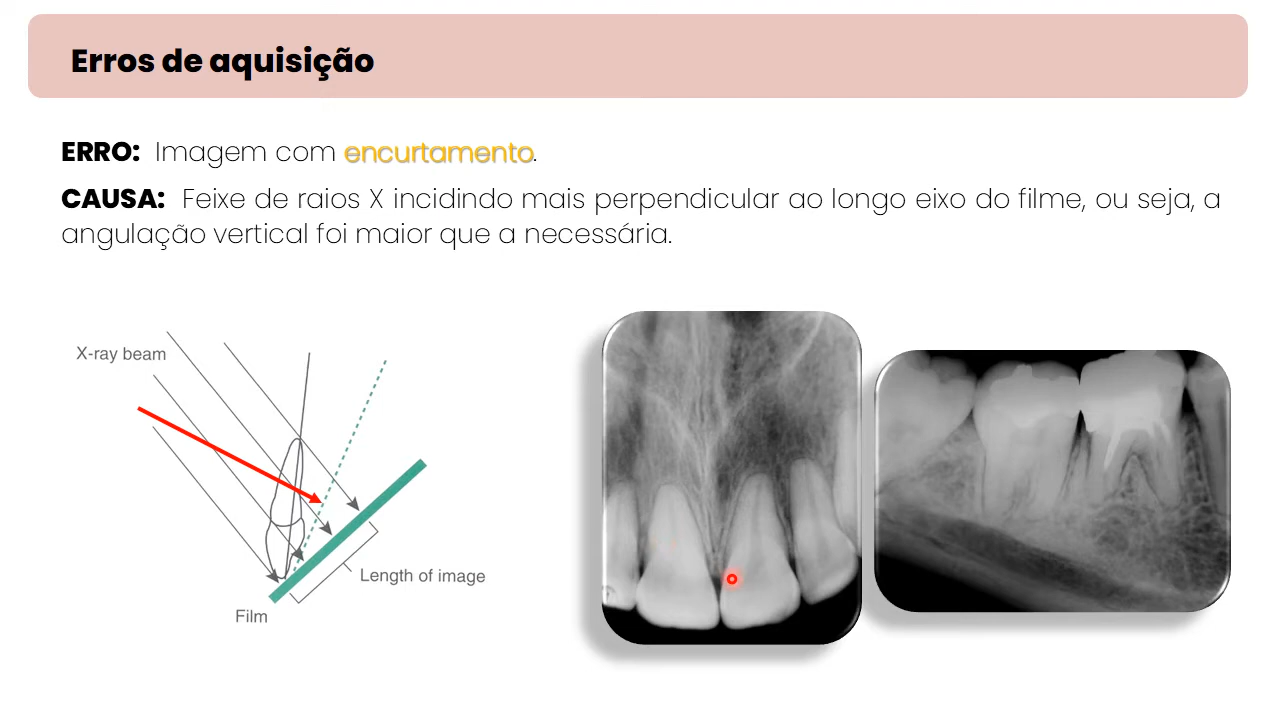 Erros de aquisição
ERRO: Imagem com encurtamento.
CAUSA: Feixe de raios X incidindo mais perpendicular ao longo eixo do filme, ou seja, a
angulação vertical foi maior que a necessária.
X-ray beam
Length of image
Film